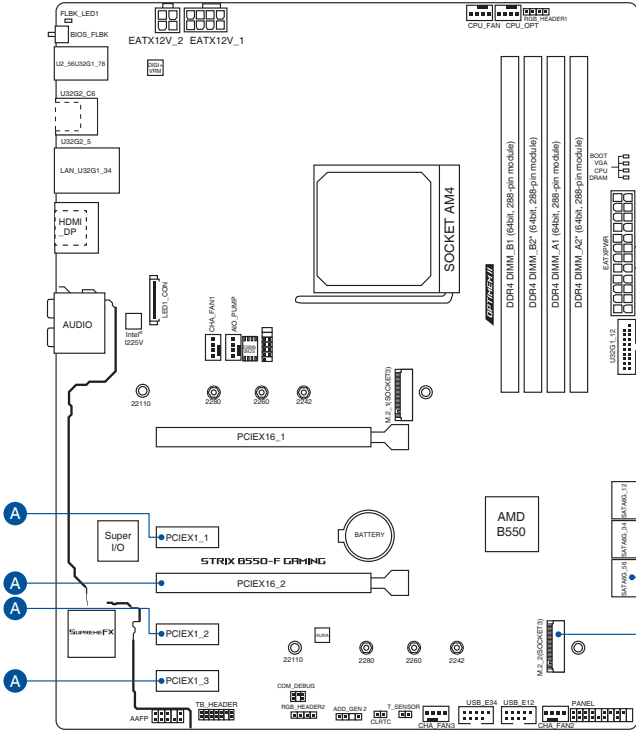 FLBK_LED1
BIOS_FLBK
EATX12V_2 EATX12V_1
CPU_FAN CPU_OPT
RGB_HEADER1
U2_56U32G1_78
DIGI+
VRM
U32G2_C6
U32G2_5
LAN_U32G1_34
HDMI
_DP
AUDIO
LED1_CON
Intel®
I225V
CHA_FAN1
AIO_PUMP
SOCKET AM4
OPTIMEM II
DDR4 DIMM_B1 (64bit, 288-pin module)
DDR4 DIMM_B2* (64bit, 288-pin module)
DDR4 DIMM_A1 (64bit, 288-pin module)
DDR4 DIMM_A2* (64bit, 288-pin module)
BOOT
VGA
CPU
DRAM
EATXPWR
U32G1_12
M.2_1(SOCKET3)
22110
2280
2260
2242
PCIEX16_1
A
PCIEX1_1
Super
I/O
BATTERY
AMD
B550
SATA6G_12
SATA6G_34
SATA6G_56
STRIX B550-F GAMING
A
PCIEX16_2
A
PCIEX1_2
SUPREMEFX
AURA
22110
2280
2260
2242
M.2_2(SOCKET3)
A
PCIEX1_3
COM_DEBUG
AAFP
TB_HEADER
RGB_HEADER2
ADD_GEN 2
CLRTC
T_SENSOR
CHA_FAN3
USB_E34
USB_E12
CHA_FAN2
PANEL